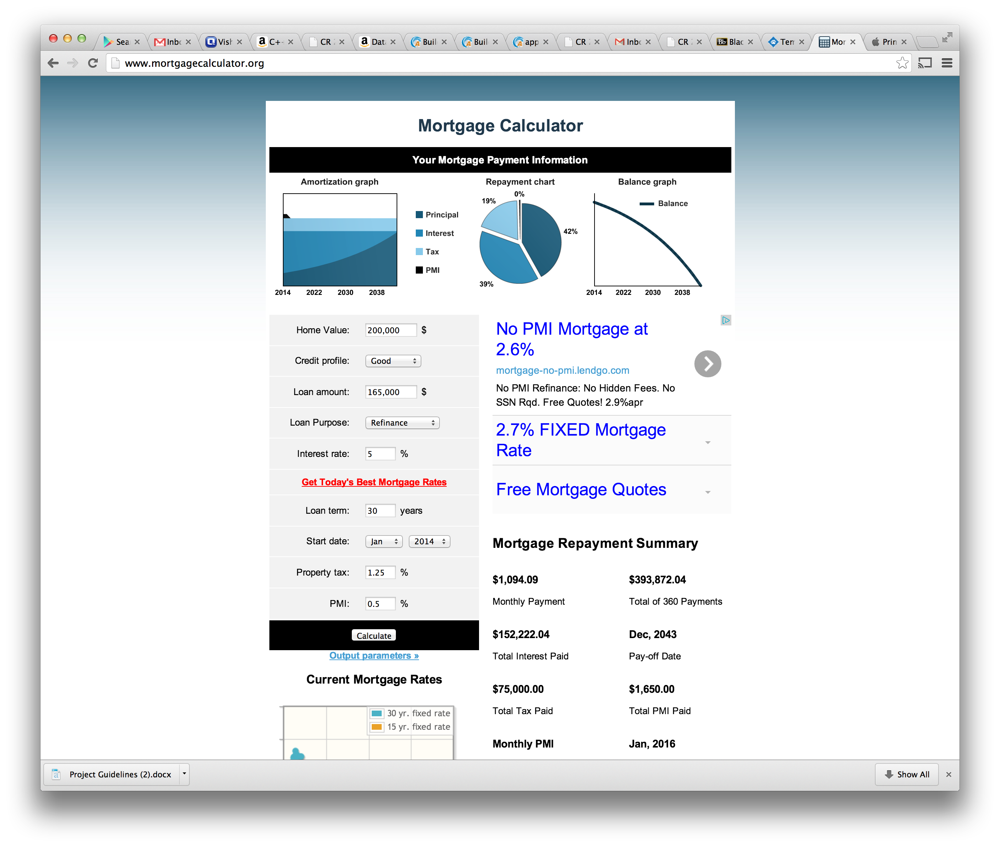 Sea
Inbo
Vish
C+
CR
Data
Buil
Buil
app
CR
Inbo
CR
Bb Blac
Tem
Mor
Prin
www.mortgagecalculator.org
Mortgage Calculator
Your Mortgage Payment Information
Amortization graph
2014 2022 2030 2038
Principal
Interest
Tax
PMI
Repayment chart
0%
19%
42%
39%
Balance graph
Balance
2014 2022 2030 2038
Home Value: 200,000 $
Credit profile: Good
Loan amount: 165,000 $
Loan Purpose: Refinance
Interest rate: 5 %
Get Today's Best Mortgage Rates
Loan term: 30 years
Start date: Jan 2014
Property tax: 1.25 %
PMI: 0.5 %
Calculate
Output parameters »
Current Mortgage Rates
30 yr. fixed rate
15 yr. fixed rate
No PMI Mortgage at
2.6%
mortgage-no-pmi.lendgo.com
No PMI Refinance: No Hidden Fees. No
SSN Rqd. Free Quotes! 2.9%apr
2.7% FIXED Mortgage
Rate
Free Mortgage Quotes
Mortgage Repayment Summary
$1,094.09 $393,872.04
Monthly Payment Total of 360 Payments
$152,222.04 Dec, 2043
Total Interest Paid Pay-off Date
$75,000.00 $1,650.00
Total Tax Paid Total PMI Paid
Monthly PMI Jan, 2016
Project Guidelines (2).docx
Show All